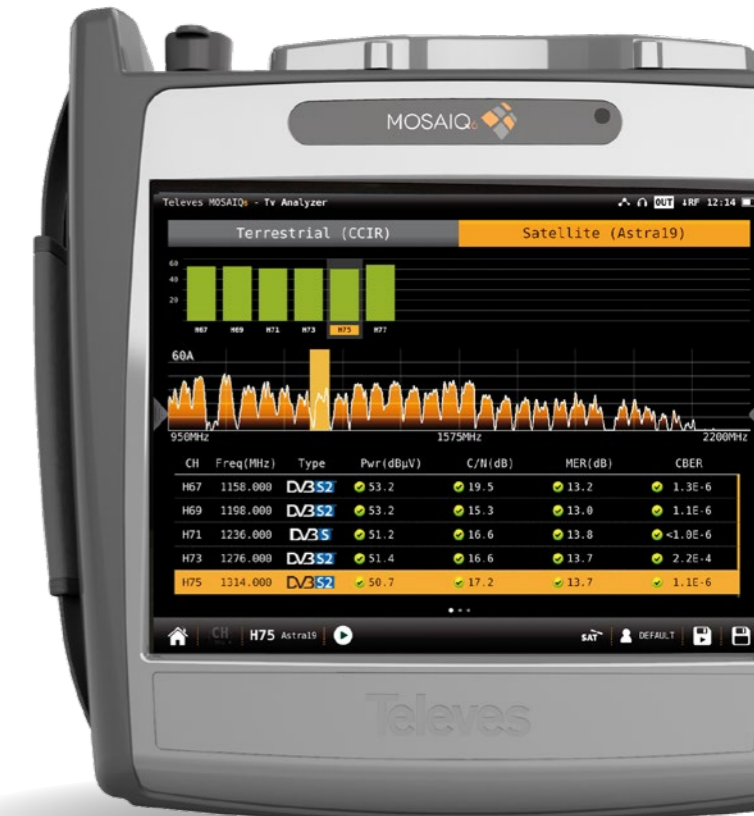 MOSAIQ6
Televes MOSAIQ6 - Tv Analyzer OUT ↓RF 12:14
Terrestrial (CCIR) Satellite (Astra19)
60
40
20
H67 H69 H71 H73 H75 H77
60A
950MHz 1575MHz 2200MHz
CH Freq(MHz) Type Pwr(dBµV) C/N(dB) MER(dB) CBER
H67 1158.000 DVB S2 53.2 19.5 13.2 1.3E-6
H69 1198.000 DVB S2 53.2 15.3 13.0 1.1E-6
H71 1236.000 DVB S 51.2 16.6 13.8 <1.0E-6
H73 1276.000 DVB S2 51.4 16.6 13.7 2.2E-4
H75 1314.000 DVB S2 50.7 17.2 13.7 1.1E-6
CH H75 Astra19 SAT DEFAULT
Televes